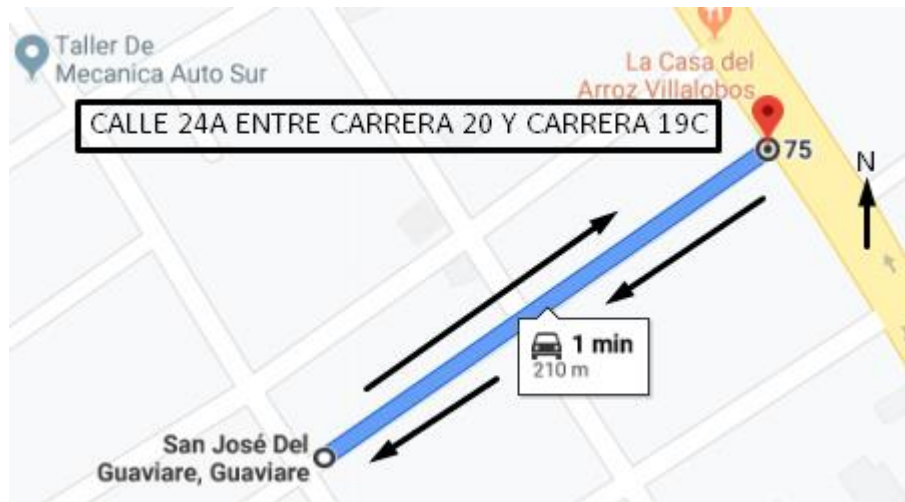 Taller De
Mecanica Auto Sur
La Casa del
Arroz Villalobos
CALLE 24A ENTRE CARRERA 20 Y CARRERA 19C
75
N
1 min
210 m
San José Del
Guaviare, Guaviare